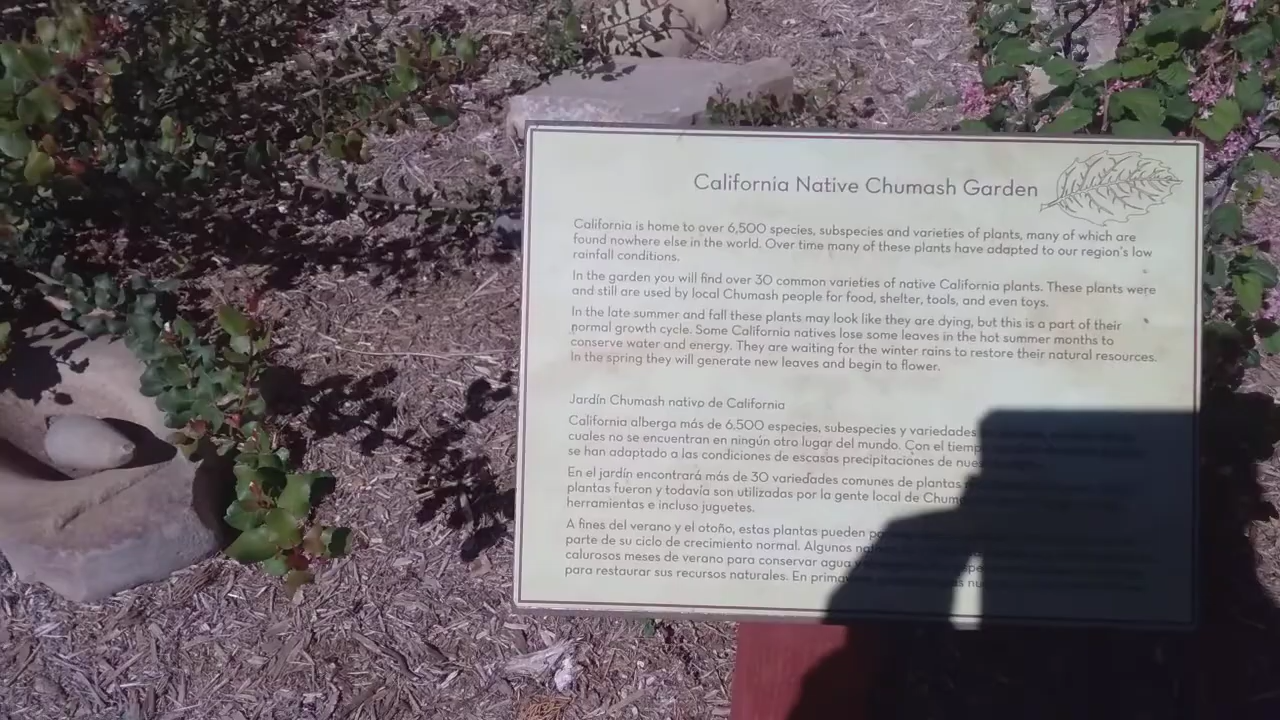 California Native Chumash Garden
California is home to over 6,500 species, subspecies and varieties of plants, many of which are
found nowhere else in the world. Over time many of these plants have adapted to our region's low
rainfall conditions.
In the garden you will find over 30 common varieties of native California plants. These plants were
and still are used by local Chumash people for food, shelter, tools, and even toys.
In the late summer and fall these plants may look like they are dying, but this is a part of their
normal growth cycle. Some California natives lose some leaves in the hot summer months to
conserve water and energy. They are waiting for the winter rains to restore their natural resources.
In the spring they will generate new leaves and begin to flower.
Jardín Chumash nativo de California
California alberga más de 6,500 especies, subespecies y variedades
cuales no se encuentran en ningún otro lugar del mundo. Con el
se han adaptado a las condiciones de escasas precipitaciones de
En el jardín encontrará más de 30 variedades comunes de plantas
plantas fueron y todavía son utilizadas por la gente local de
herramientas e incluso juguetes.
A fines del verano y el otoño, estas plantas pueden
parte de su ciclo de crecimiento normal. Algunos
calurosos meses de verano para conservar agua
para restaurar sus recursos naturales. En